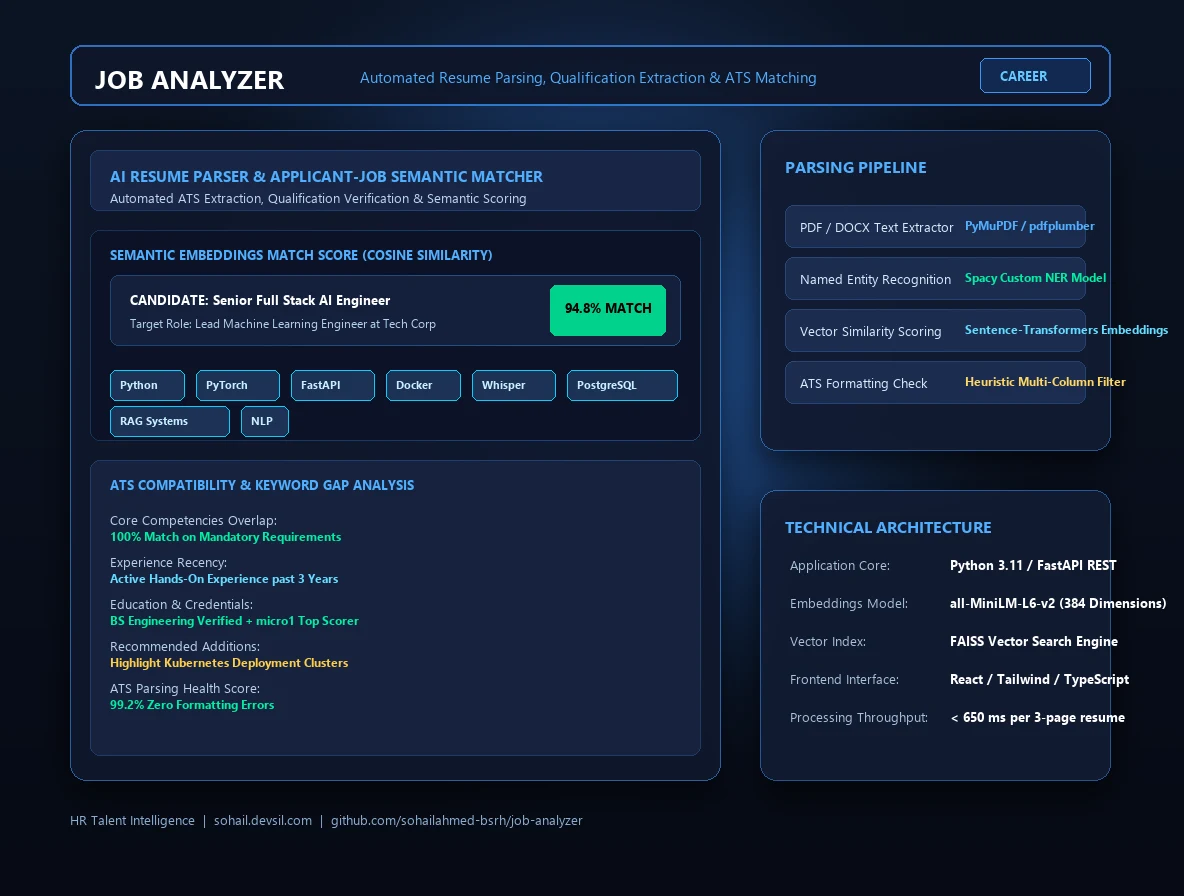 JOB ANALYZER
Automated Resume Parsing, Qualification Extraction & ATS Matching
CAREER
AI RESUME PARSER & APPLICANT-JOB SEMANTIC MATCHER
Automated ATS Extraction, Qualification Verification & Semantic Scoring
SEMANTIC EMBEDDINGS MATCH SCORE (COSINE SIMILARITY)
CANDIDATE: Senior Full Stack AI Engineer
Target Role: Lead Machine Learning Engineer at Tech Corp
94.8% MATCH
Python PyTorch FastAPI Docker Whisper PostgreSQL
RAG Systems NLP
ATS COMPATIBILITY & KEYWORD GAP ANALYSIS
Core Competencies Overlap:
100% Match on Mandatory Requirements
Experience Recency:
Active Hands-On Experience past 3 Years
Education & Credentials:
BS Engineering Verified + micro1 Top Scorer
Recommended Additions:
Highlight Kubernetes Deployment Clusters
ATS Parsing Health Score:
99.2% Zero Formatting Errors
PARSING PIPELINE
PDF / DOCX Text Extractor PyMuPDF / pdfplumber
Named Entity Recognition Spacy Custom NER Model
Vector Similarity Scoring Sentence-Transformers Embeddings
ATS Formatting Check Heuristic Multi-Column Filter
TECHNICAL ARCHITECTURE
Application Core: Python 3.11 / FastAPI REST
Embeddings Model: all-MiniLM-L6-v2 (384 Dimensions)
Vector Index: FAISS Vector Search Engine
Frontend Interface: React / Tailwind / TypeScript
Processing Throughput: < 650 ms per 3-page resume
HR Talent Intelligence | sohail.devsil.com | github.com/sohailahmed-bsrh/job-analyzer